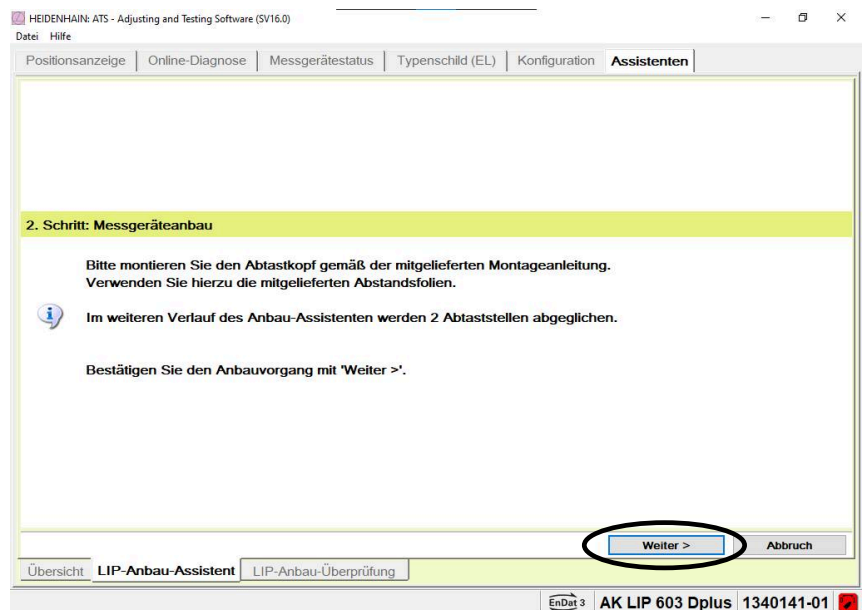 HEIDENHAIN: ATS - Adjusting and Testing Software (SV16.0)
Datei Hilfe
Positionsanzeige Online-Diagnose Messgerätestatus Typenschild (EL) Konfiguration Assistenten
2. Schritt: Messgeräteanbau
Bitte montieren Sie den Abtastkopf gemäß der mitgelieferten Montageanleitung.
Verwenden Sie hierzu die mitgelieferten Abstandsfolien.
Im weiteren Verlauf des Anbau-Assistenten werden 2 Abtaststellen abgeglichen.
Bestätigen Sie den Anbauvorgang mit 'Weiter >'.
Weiter > Abbruch
Übersicht LIP-Anbau-Assistent LIP-Anbau-Überprüfung
EnDat 3 AK LIP 603 Dplus 1340141-01